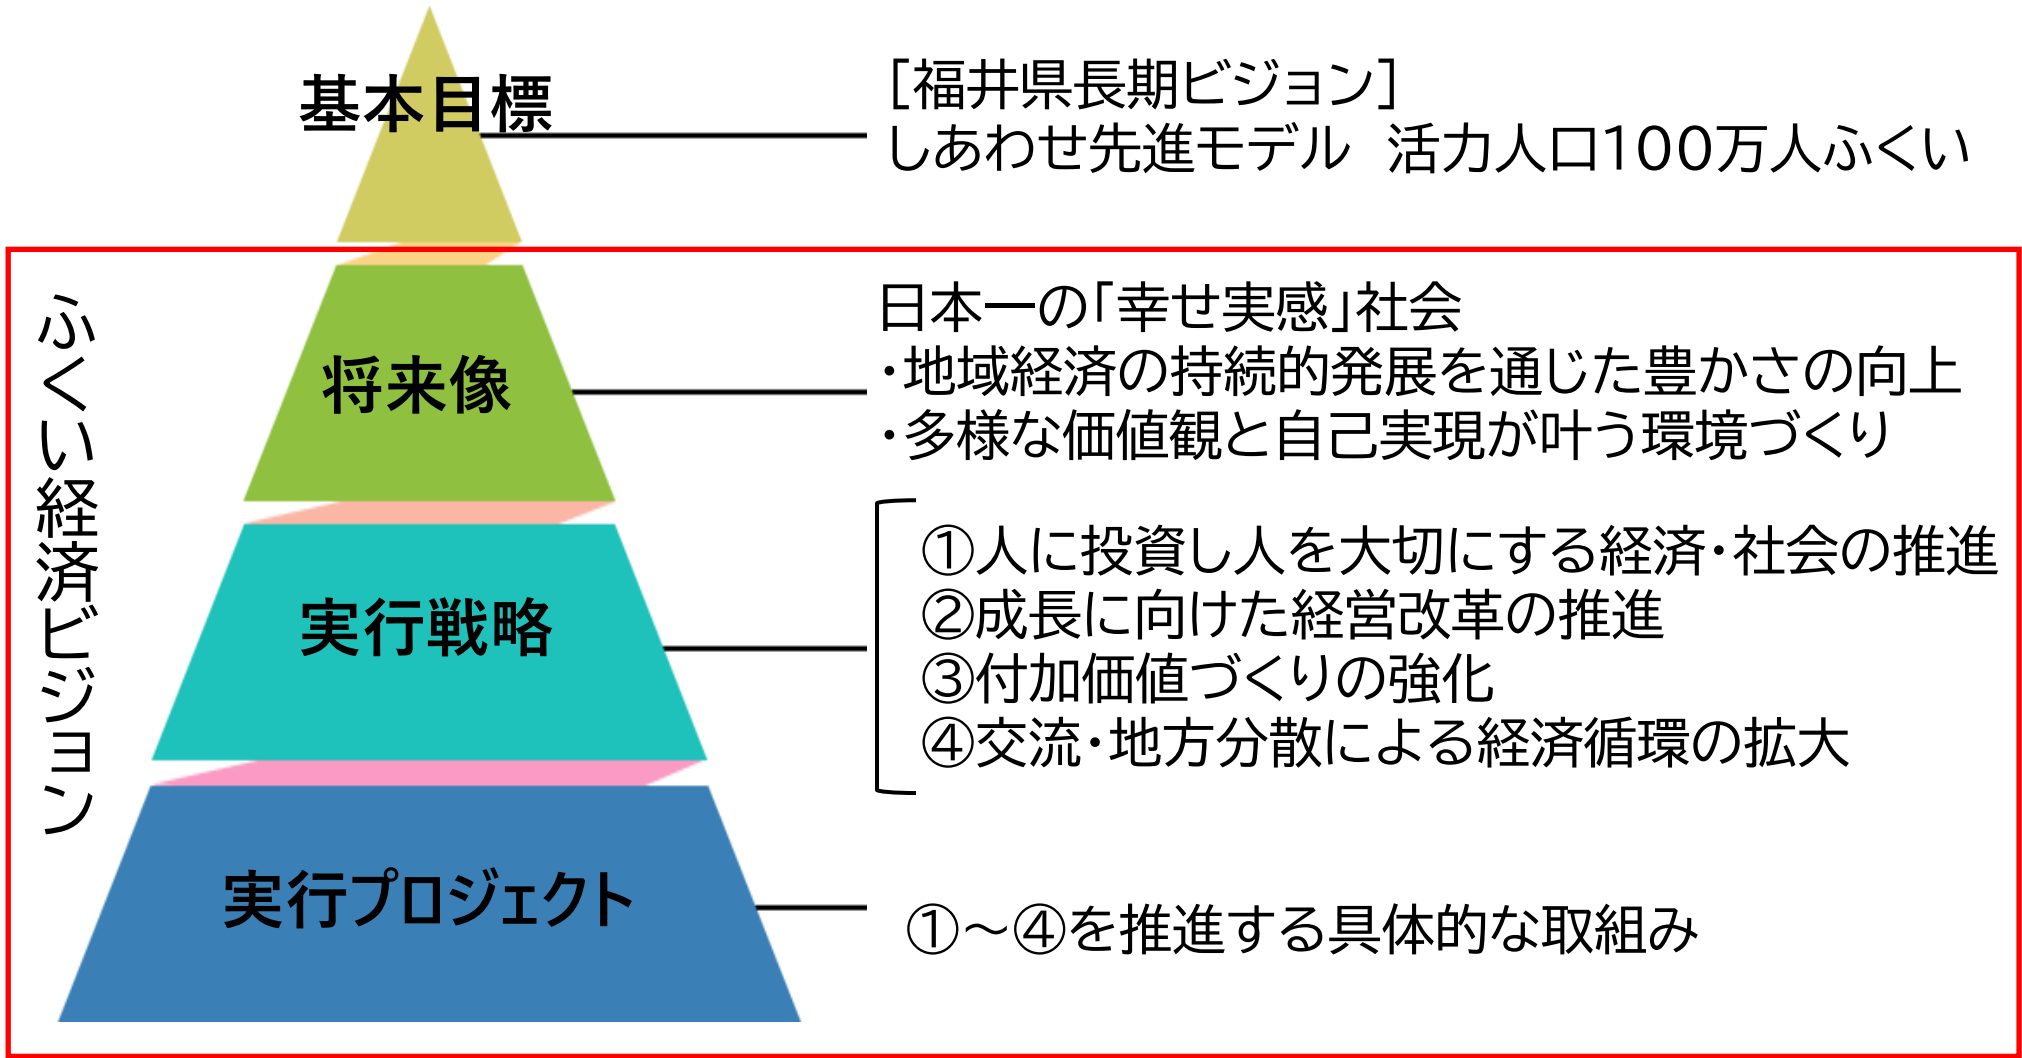 基本目標
[福井県長期ビジョン]
しあわせ先進モデル　活力人口100万人ふくい
ふくい経済ビジョン
将来像
日本一の「幸せ実感」社会
・地域経済の持続的発展を通じた豊かさの向上
・多様な価値観と自己実現が叶う環境づくり
実行戦略
①人に投資し人を大切にする経済・社会の推進
②成長に向けた経営改革の推進
③付加価値づくりの強化
④交流・地方分散による経済循環の拡大
実行プロジェクト
①～④を推進する具体的な取組み